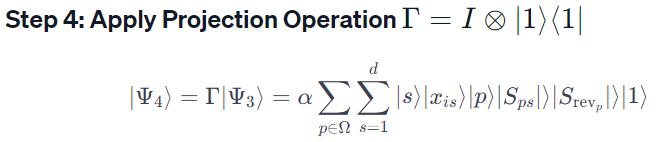 Step 4: Apply Projection Operation Γ = I ⊗ |1⟩⟨1|
|Ψ₄⟩ = Γ|Ψ₃⟩ = α ∑_{p∈Ω} ∑_{s=1}^{d} |s⟩|x_{is}⟩|p⟩|S_{ps}|⟩|S_{rev_p}|⟩|1⟩